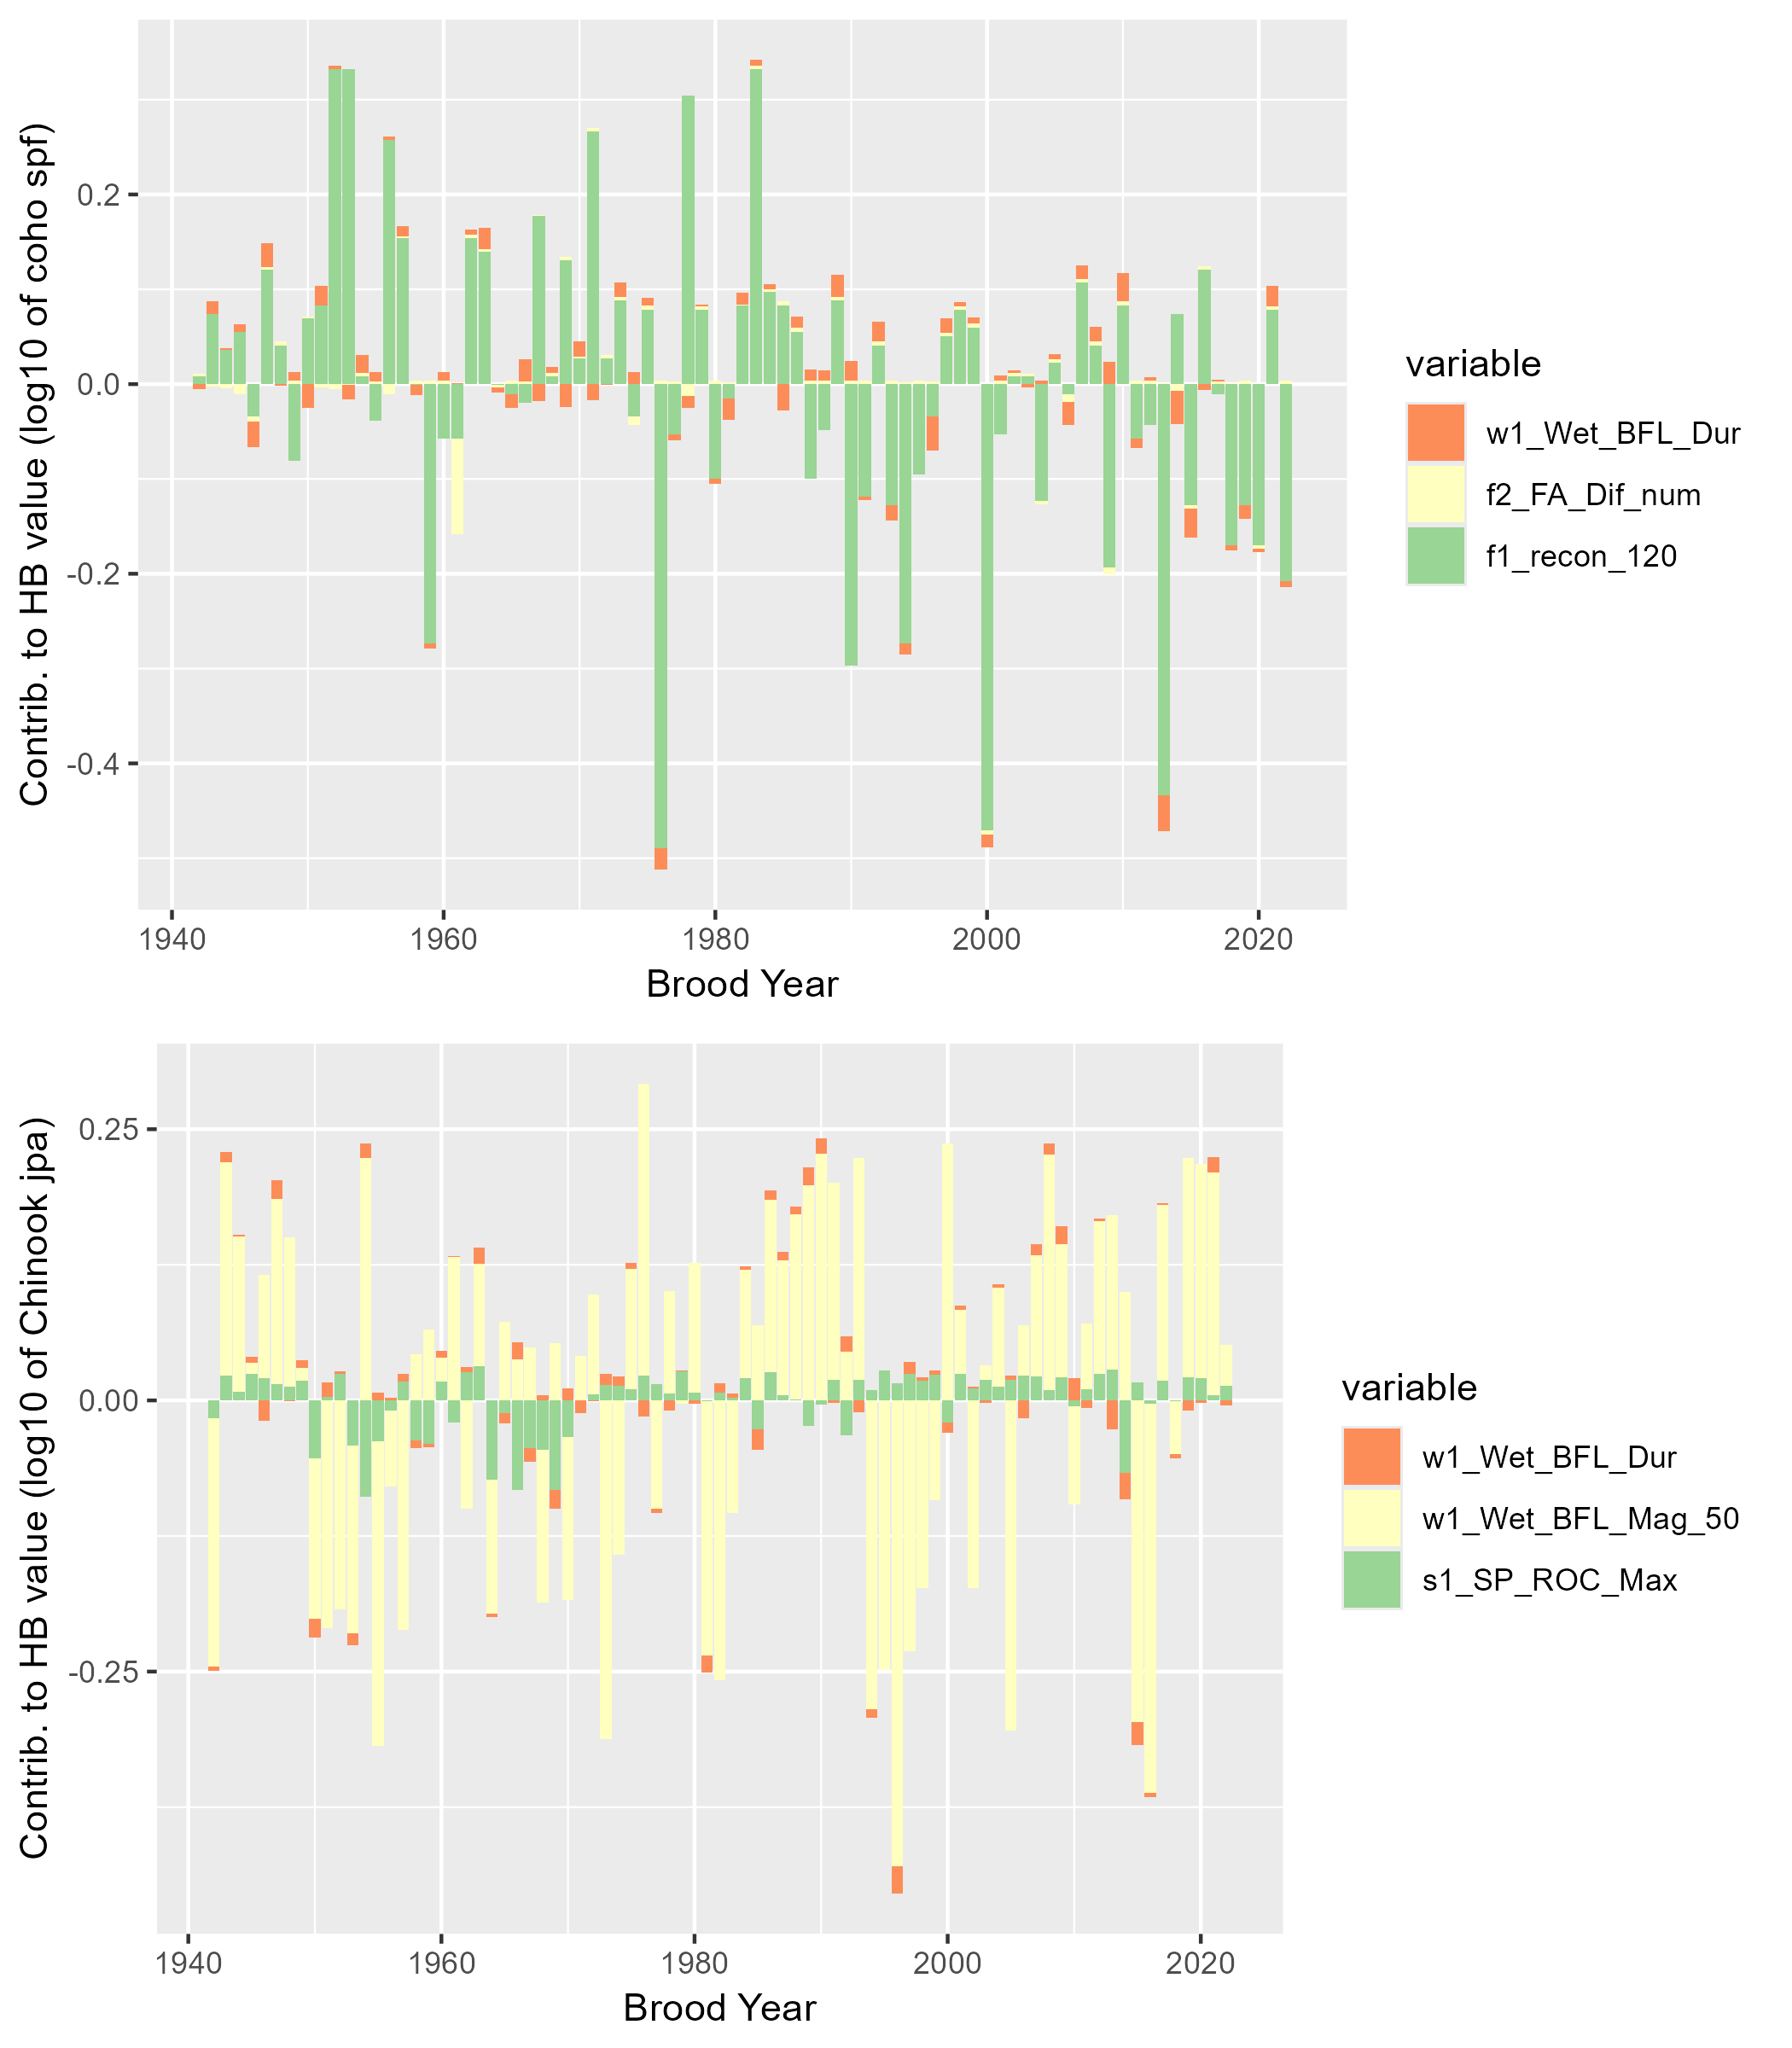 Contrib. to HB value (log10 of coho spf)
0.2
0.0
-0.2
-0.4
1940 1960 1980 2000 2020
Brood Year
variable
w1_Wet_BFL_Dur
f2_FA_Dif_num
f1_recon_120
Contrib. to HB value (log10 of Chinook jpa)
0.25
0.00
-0.25
1940 1960 1980 2000 2020
Brood Year
variable
w1_Wet_BFL_Dur
w1_Wet_BFL_Mag_50
s1_SP_ROC_Max